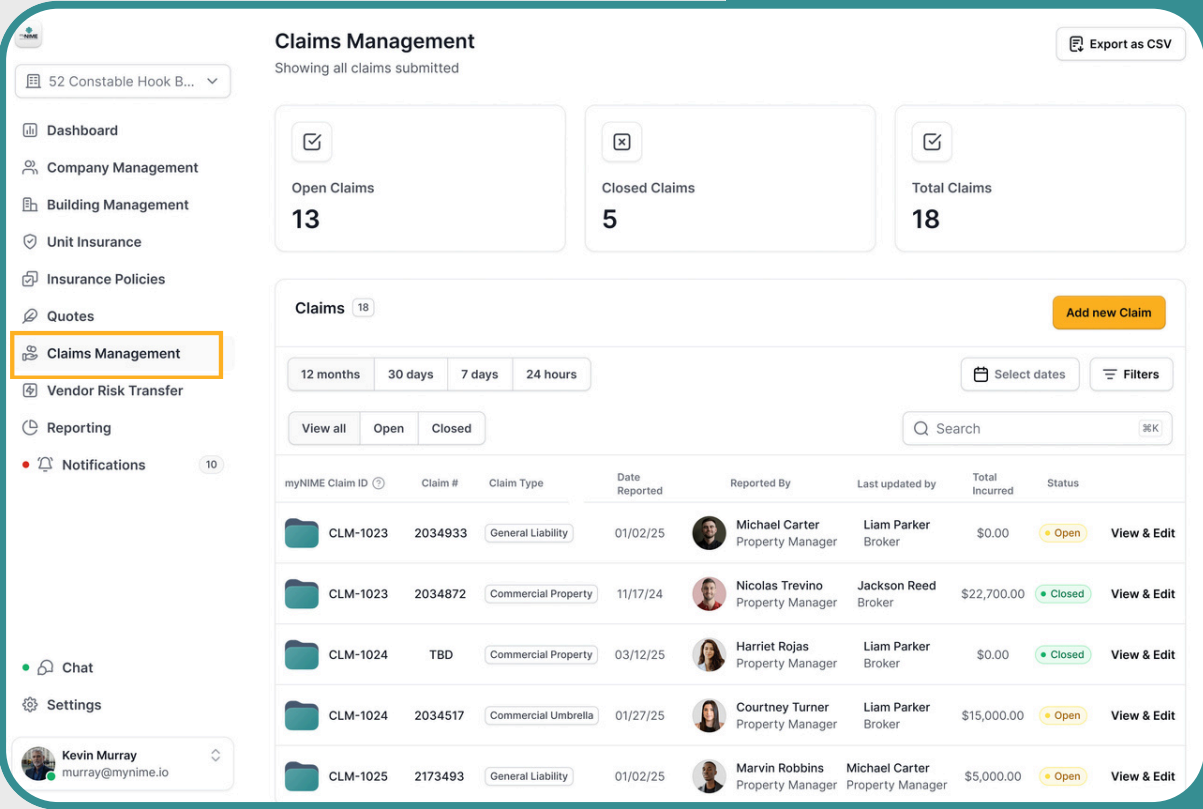 myNIME
52 Constable Hook B...
Dashboard
Company Management
Building Management
Unit Insurance
Insurance Policies
Quotes
Claims Management
Vendor Risk Transfer
Reporting
Notifications 10
Chat
Settings
Kevin Murray
murray@mynime.io
Claims Management
Showing all claims submitted
Export as CSV
Open Claims
13
Closed Claims
5
Total Claims
18
Claims 18
Add new Claim
12 months 30 days 7 days 24 hours
Select dates Filters
View all Open Closed
Search ⌘K
myNIME Claim ID ? Claim # Claim Type Date Reported Reported By Last updated by Total Incurred Status
CLM-1023 2034933 General Liability 01/02/25 Michael Carter Liam Parker $0.00 Open View & Edit
Property Manager Broker
CLM-1023 2034872 Commercial Property 11/17/24 Nicolas Trevino Jackson Reed $22,700.00 Closed View & Edit
Property Manager Broker
CLM-1024 TBD Commercial Property 03/12/25 Harriet Rojas Liam Parker $0.00 Closed View & Edit
Property Manager Broker
CLM-1024 2034517 Commercial Umbrella 01/27/25 Courtney Turner Liam Parker $15,000.00 Open View & Edit
Property Manager Broker
CLM-1025 2173493 General Liability 01/02/25 Marvin Robbins Michael Carter $5,000.00 Open View & Edit
Property Manager Property Manager